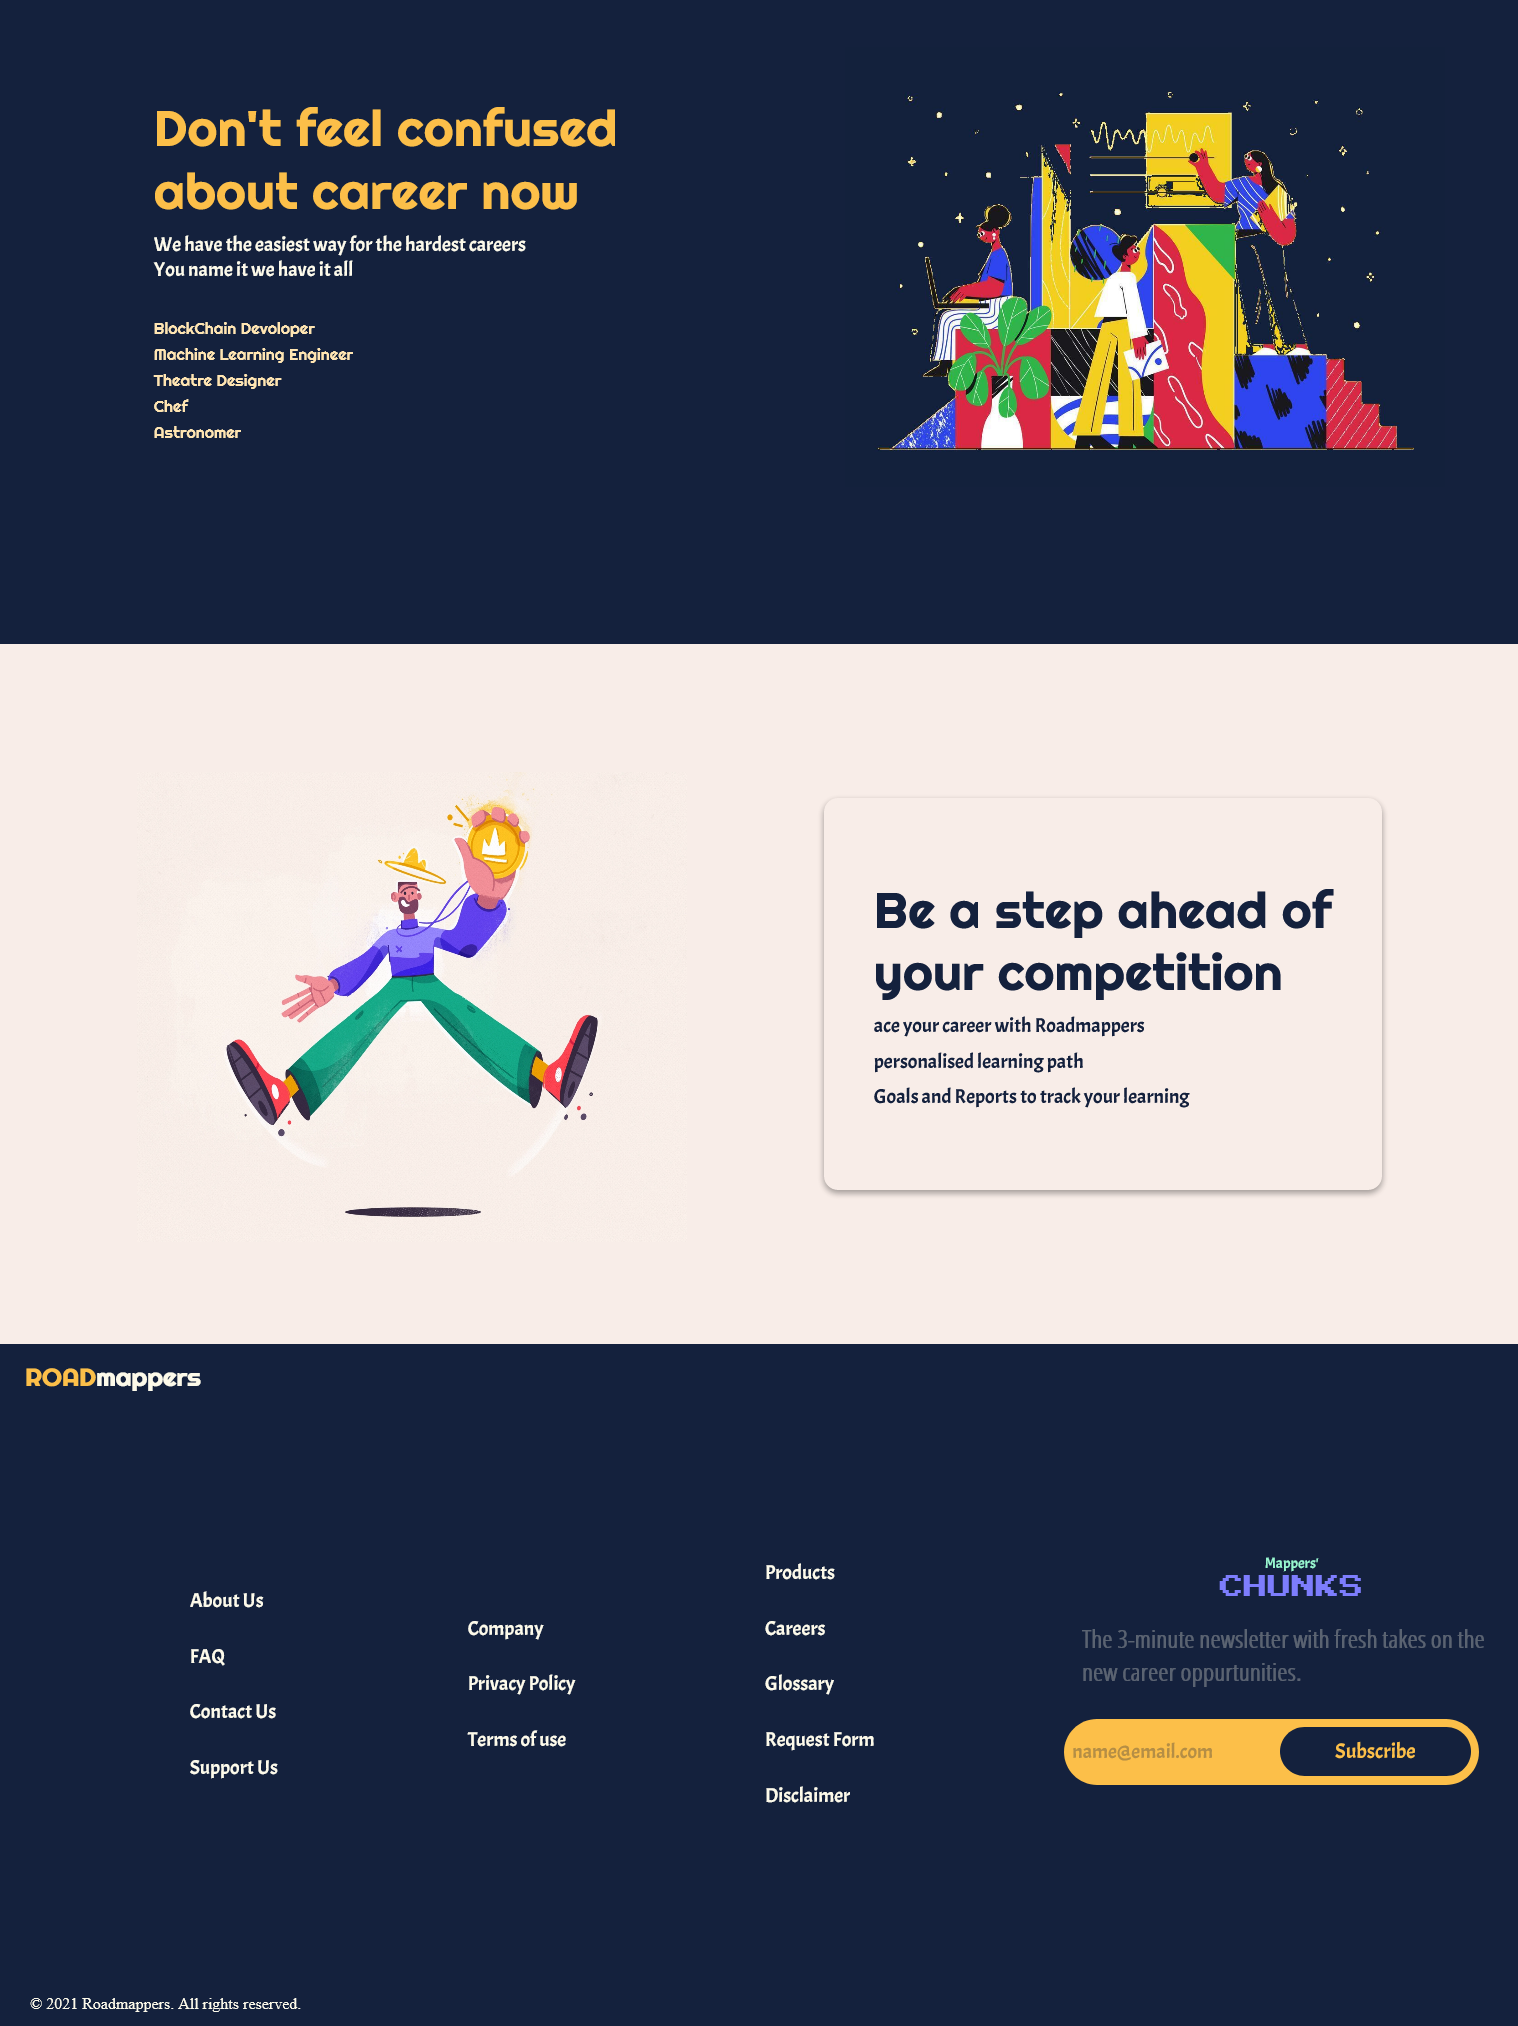 Don't feel confused
about career now
We have the easiest way for the hardest careers
You name it we have it all
BlockChain Devoloper
Machine Learning Engineer
Theatre Designer
Chef
Astronomer
Be a step ahead of
your competition
ace your career with Roadmappers
personalised learning path
Goals and Reports to track your learning
ROADmappers
About Us
FAQ
Contact Us
Support Us
Company
Privacy Policy
Terms of use
Products
Careers
Glossary
Request Form
Disclaimer
Mappers'
CHUNKS
The 3-minute newsletter with fresh takes on the
new career oppurtunities.
name@email.com
Subscribe
© 2021 Roadmappers. All rights reserved.